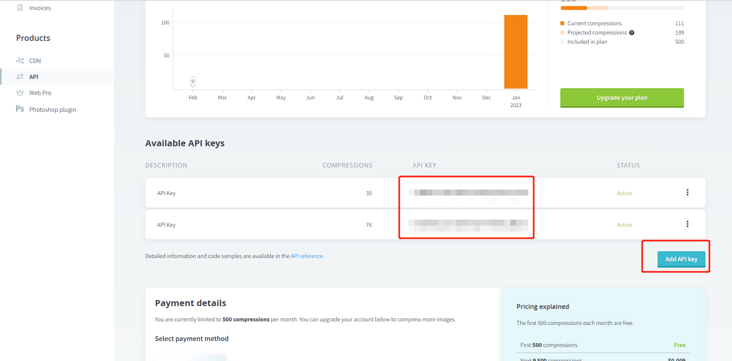 Invoices
Products
CDN
API
Web Pro
Ps Photoshop plugin
100
50
0
Feb Mar Apr May Jun Jul Aug Sep Oct Nov Dec Jan
2023
Current compressions 111
Projected compressions ? 199
Included in plan 500
Upgrade your plan
Available API keys
DESCRIPTION COMPRESSIONS API KEY STATUS
API Key 35 Active
API Key 76 Active
Detailed information and code samples are available in the API reference.
Add API key
Payment details
You are currently limited to 500 compressions per month. You can upgrade your account below to compress more images.
Select payment method
Pricing explained
The first 500 compressions each month are free.
First 500 compressions Free
Next 9 500 compressions $0.009